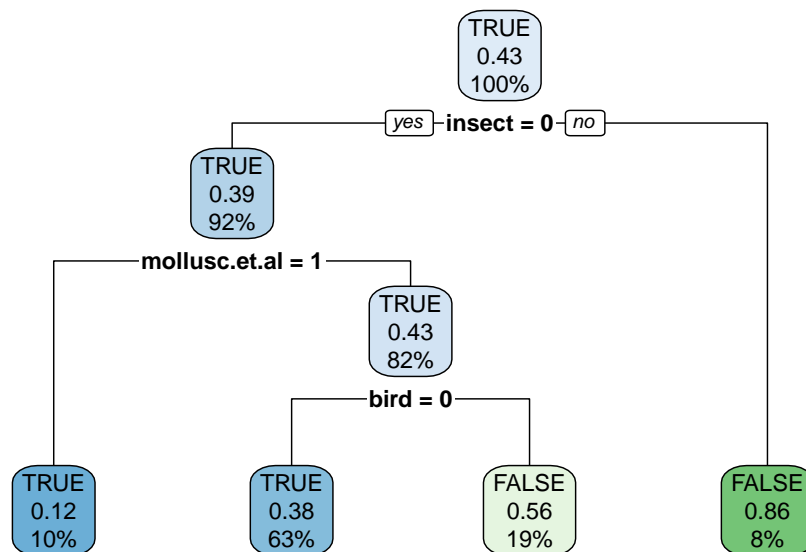 TRUE
0.43
100%
yes insect = 0 no
TRUE
0.39
92%
mollusc.et.al = 1
TRUE
0.43
82%
bird = 0
TRUE
0.12
10%
TRUE
0.38
63%
FALSE
0.56
19%
FALSE
0.86
8%